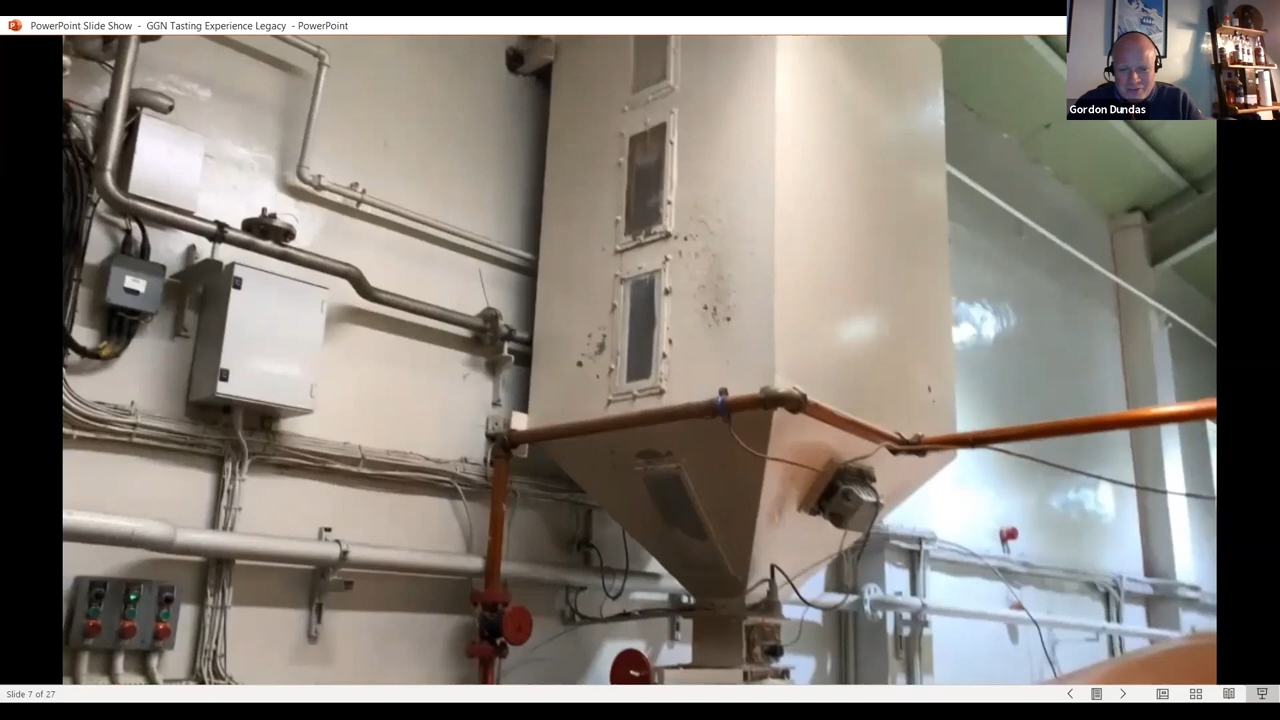 PowerPoint Slide Show - GGN Tasting Experience Legacy - PowerPoint
Gordon Dundas
Slide 7 of 27